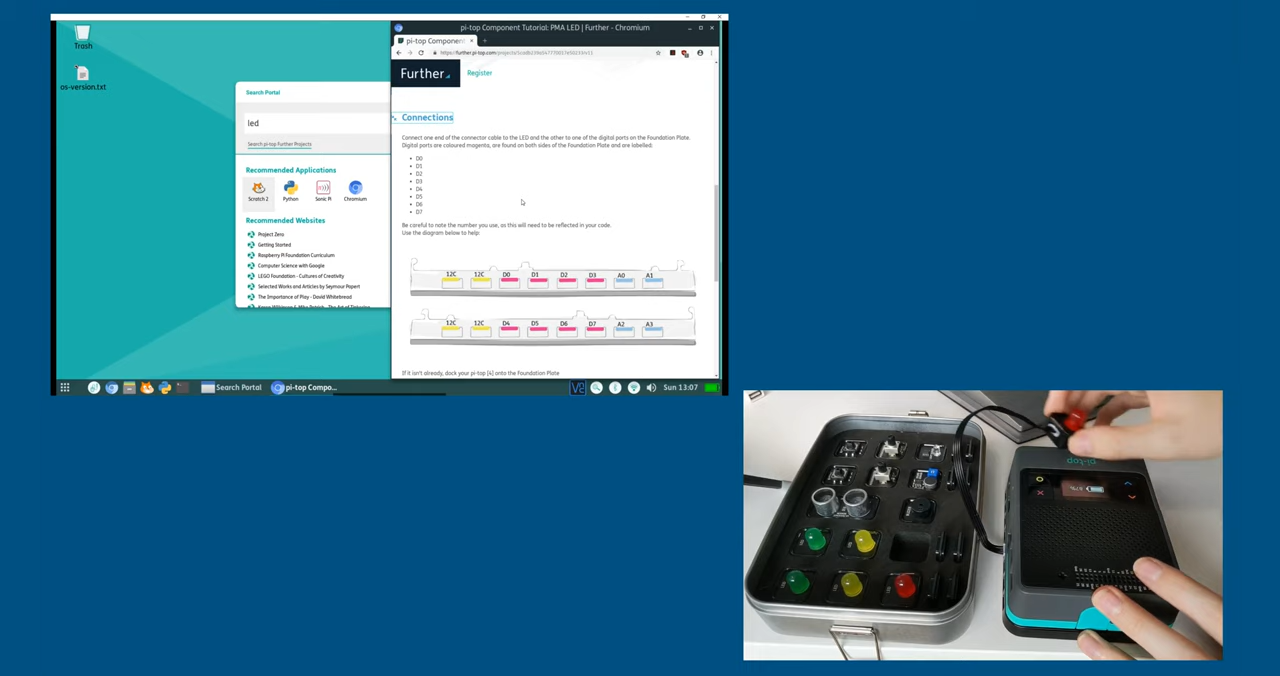 pi-top Component Tutorial: PMA LED | Further - Chromium
Trash
os-version.txt
pi-top Component
Further
Register
Search Portal
led
Search pi-top Further Projects
Recommended Applications
Scratch 2
Python
Sonic Pi
Chromium
Recommended Websites
Project Zero
Getting Started
Raspberry Pi Foundation Curriculum
Computer Science with Google
LEGO Foundation - Cultures of Creativity
Selected Works and Articles by Seymour Papert
The Importance of Play - David Whitebread
Connections
Connect one end of the connector cable to the LED and the other to one of the digital ports on the Foundation Plate.
Digital ports are coloured magenta, are found on both sides of the Foundation Plate and are labelled:
D0
D1
D2
D3
D4
D5
D6
D7
Be careful to note the number you use, as this will need to be reflected in your code.
Use the diagram below to help:
12C 12C D0 D1 D2 D3 A0 A1
12C 12C D4 D5 D6 D7 A2 A3
If it isn't already, dock your pi-top [4] onto the Foundation Plate
Search Portal
pi-top Compo...
V2
Sun 13:07
pi-top
87%